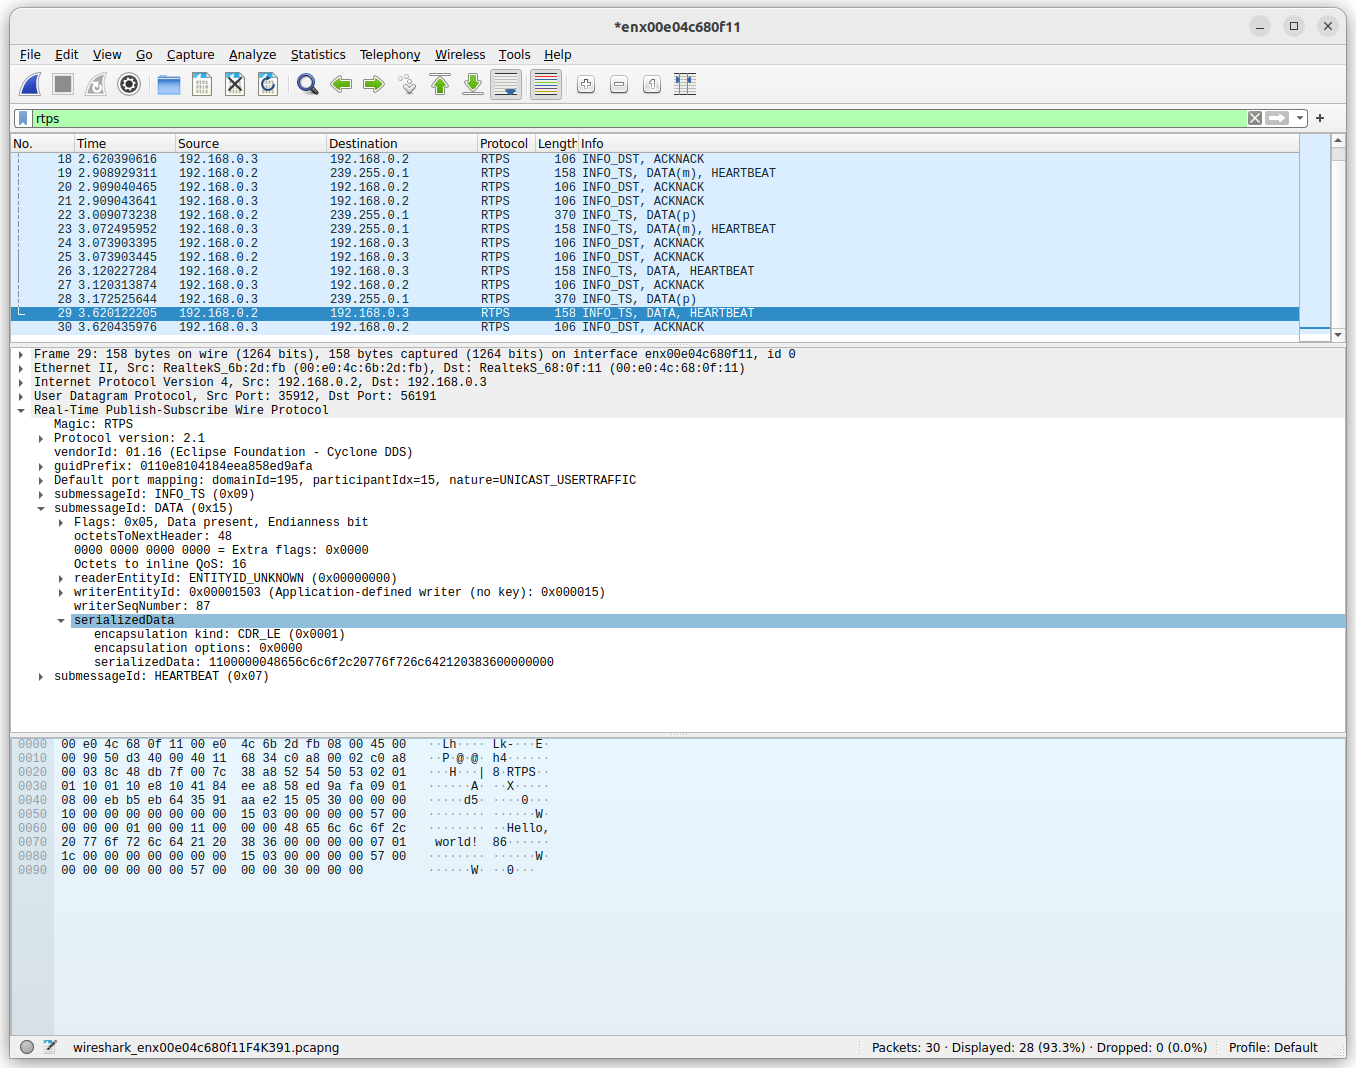 *enx00e04c680f11
File Edit View Go Capture Analyze Statistics Telephony Wireless Tools Help
rtps
No. Time Source Destination Protocol Length Info
18 2.620390616 192.168.0.3 192.168.0.2 RTPS 106 INFO_DST, ACKNACK
19 2.908929311 192.168.0.2 239.255.0.1 RTPS 158 INFO_TS, DATA(m), HEARTBEAT
20 2.909040465 192.168.0.3 192.168.0.2 RTPS 106 INFO_DST, ACKNACK
21 2.909043641 192.168.0.3 192.168.0.2 RTPS 106 INFO_DST, ACKNACK
22 3.009073238 192.168.0.2 239.255.0.1 RTPS 370 INFO_TS, DATA(p)
23 3.072495952 192.168.0.3 239.255.0.1 RTPS 158 INFO_TS, DATA(m), HEARTBEAT
24 3.073903395 192.168.0.2 192.168.0.3 RTPS 106 INFO_DST, ACKNACK
25 3.073903445 192.168.0.2 192.168.0.3 RTPS 106 INFO_DST, ACKNACK
26 3.120227284 192.168.0.2 192.168.0.3 RTPS 158 INFO_TS, DATA, HEARTBEAT
27 3.120313874 192.168.0.3 192.168.0.2 RTPS 106 INFO_DST, ACKNACK
28 3.172525644 192.168.0.3 239.255.0.1 RTPS 370 INFO_TS, DATA(p)
29 3.620122205 192.168.0.2 192.168.0.3 RTPS 158 INFO_TS, DATA, HEARTBEAT
30 3.620435976 192.168.0.3 192.168.0.2 RTPS 106 INFO_DST, ACKNACK
Frame 29: 158 bytes on wire (1264 bits), 158 bytes captured (1264 bits) on interface enx00e04c680f11, id 0
Ethernet II, Src: RealtekS_6b:2d:fb (00:e0:4c:6b:2d:fb), Dst: RealtekS_68:0f:11 (00:e0:4c:68:0f:11)
Internet Protocol Version 4, Src: 192.168.0.2, Dst: 192.168.0.3
User Datagram Protocol, Src Port: 35912, Dst Port: 56191
Real-Time Publish-Subscribe Wire Protocol
Magic: RTPS
Protocol version: 2.1
vendorId: 01.16 (Eclipse Foundation - Cyclone DDS)
guidPrefix: 0110e8104184eea858ed9afa
Default port mapping: domainId=195, participantIdx=15, nature=UNICAST_USERTRAFFIC
submessageId: INFO_TS (0x09)
submessageId: DATA (0x15)
Flags: 0x05, Data present, Endianness bit
octetsToNextHeader: 48
0000 0000 0000 0000 = Extra flags: 0x0000
Octets to inline QoS: 16
readerEntityId: ENTITYID_UNKNOWN (0x00000000)
writerEntityId: 0x00001503 (Application-defined writer (no key): 0x000015)
writerSeqNumber: 87
serializedData
encapsulation kind: CDR_LE (0x0001)
encapsulation options: 0x0000
serializedData: 1100000048656c6c6f2c20776f726c642120383600000000
submessageId: HEARTBEAT (0x07)
0000 00 e0 4c 68 0f 11 00 e0 4c 6b 2d fb 08 00 45 00 ··Lh···· Lk-···E·
0010 00 90 50 d3 40 00 40 11 68 34 c0 a8 00 02 c0 a8 ··P·@·@· h4······
0020 00 03 8c 48 db 7f 00 7c 38 a8 52 54 50 53 02 01 ···H···| 8·RTPS··
0030 01 10 01 10 e8 10 41 84 ee a8 58 ed 9a fa 09 01 ······A· ··X·····
0040 08 00 eb b5 eb 64 35 91 aa e2 15 05 30 00 00 00 ·····d5· ····0···
0050 10 00 00 00 00 00 00 00 15 03 00 00 00 00 57 00 ········ ······W·
0060 00 00 00 01 00 00 11 00 00 00 48 65 6c 6c 6f 2c ········ ··Hello,
0070 20 77 6f 72 6c 64 21 20 38 36 00 00 00 00 07 01 world! 86······
0080 1c 00 00 00 00 00 00 00 15 03 00 00 00 00 57 00 ········ ······W·
0090 00 00 00 00 00 00 57 00 00 00 30 00 00 00 ······W· ··0···
wireshark_enx00e04c680f11F4K391.pcapng Packets: 30 · Displayed: 28 (93.3%) · Dropped: 0 (0.0%) Profile: Default